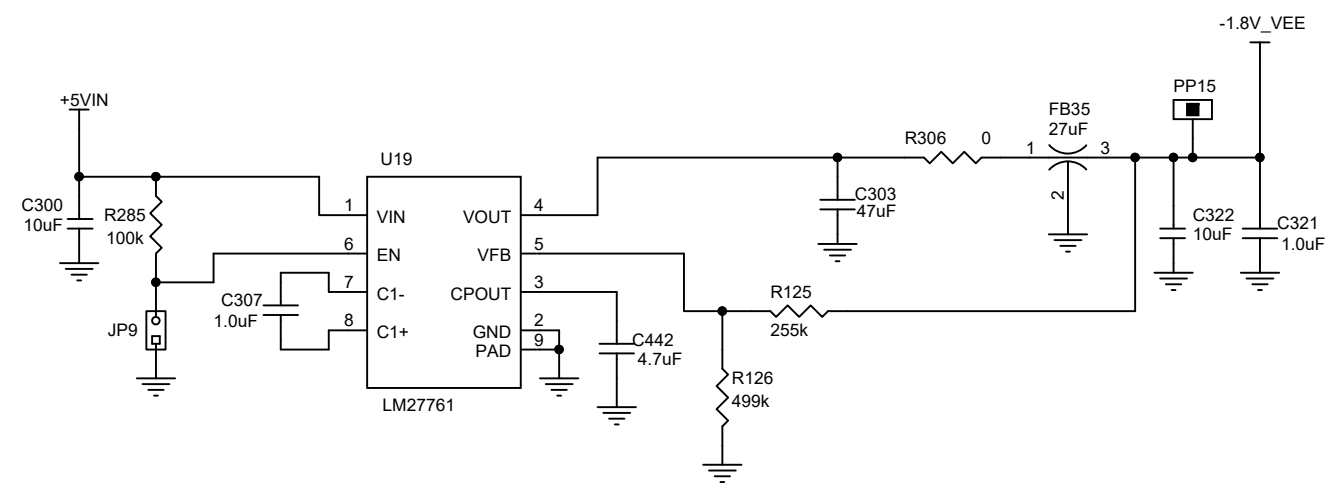 -1.8V_VEE
+5VIN
PP15
FB35
27uF
R306 0
1 3
2
U19
C300
10uF
R285
100k
1 VIN
6 EN
7 C1-
8 C1+
VOUT 4
VFB 5
CPOUT 3
GND 2
PAD 9
LM27761
C307
1.0uF
JP9
C303
47uF
C322
10uF
C321
1.0uF
R125
255k
C442
4.7uF
R126
499k